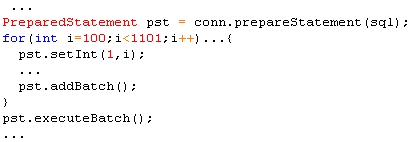 ...
PreparedStatement pst = conn.prepareStatement(sql);
for(int i=100;i<1101;i++)...{
pst.setInt(1,i);
...
pst.addBatch();
}
pst.executeBatch();
...